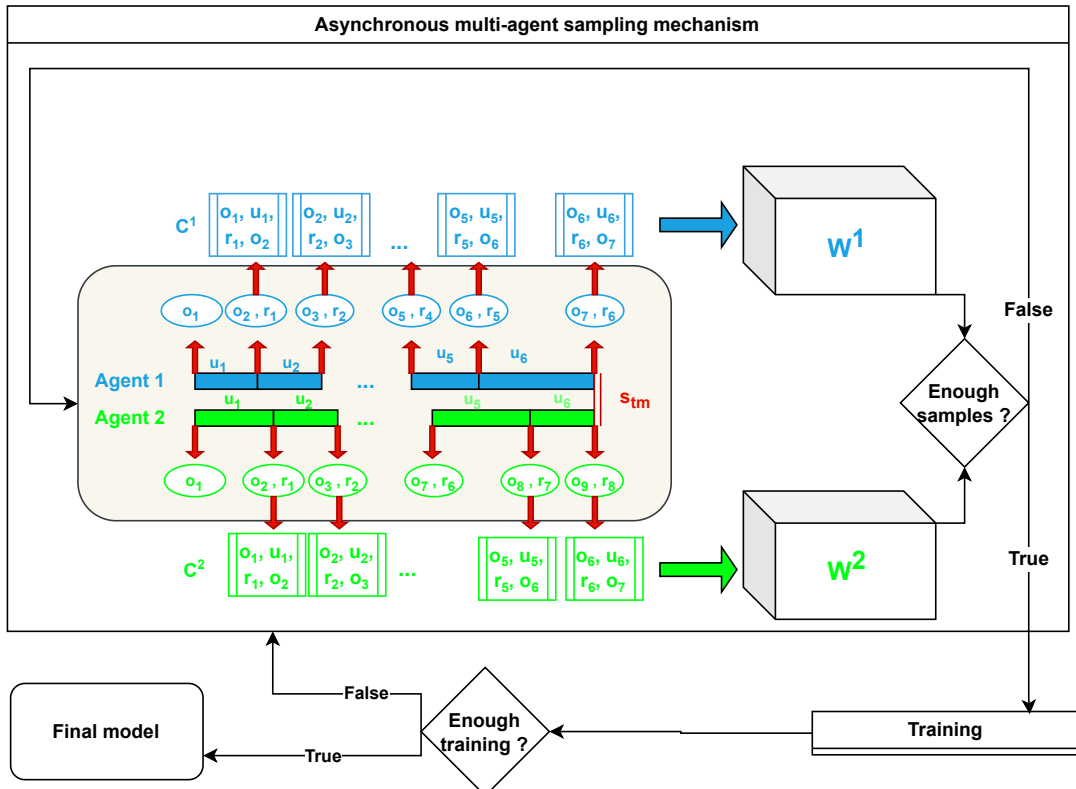 Asynchronous multi-agent sampling mechanism
C¹
o₁, u₁,
r₁, o₂
o₂, u₂,
r₂, o₃
...
o₅, u₅,
r₅, o₆
o₆, u₆,
r₆, o₇
W¹
o₁
o₂ , r₁
o₃ , r₂
o₅ , r₄
o₆ , r₅
o₇ , r₆
False
u₁
u₂
u₅
u₆
Agent 1
...
Enough
samples ?
sₜₘ
Agent 2
u₁
u₂
...
u₅
u₆
o₁
o₂ , r₁
o₃ , r₂
o₇ , r₆
o₈ , r₇
o₉ , r₈
C²
o₁, u₁,
r₁, o₂
o₂, u₂,
r₂, o₃
...
o₅, u₅,
r₅, o₆
o₆, u₆,
r₆, o₇
W²
True
False
Final model
Enough
training ?
Training
True